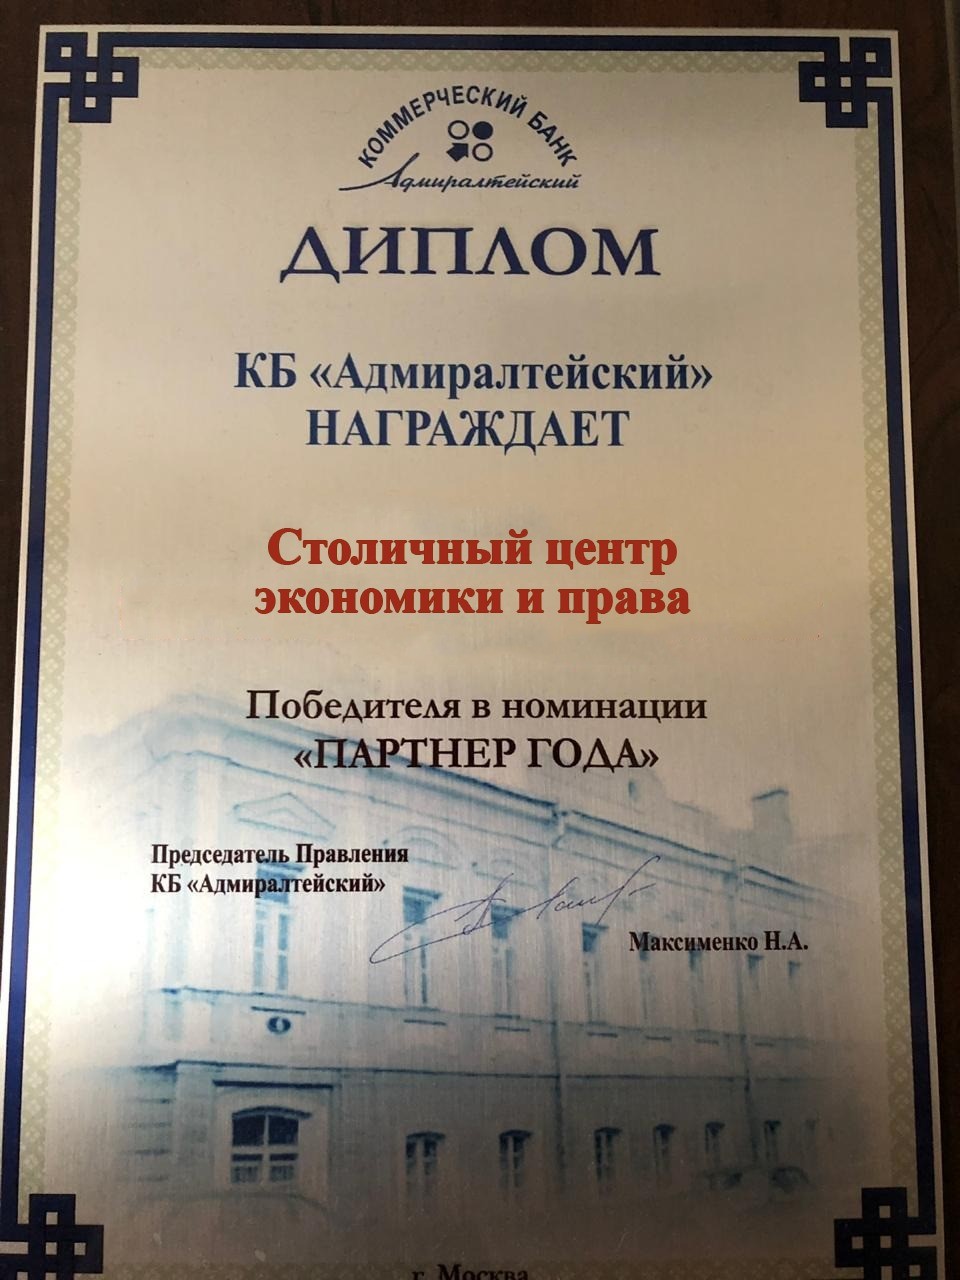 КОММЕРЧЕСКИЙ БАНК
Адмиралтейский
ДИПЛОМ
КБ «Адмиралтейский»
НАГРАЖДАЕТ
Столичный центр
экономики и права
Победителя в номинации
«ПАРТНЕР ГОДА»
Председатель Правления
КБ «Адмиралтейский»
Максименко Н.А.
г. Москва